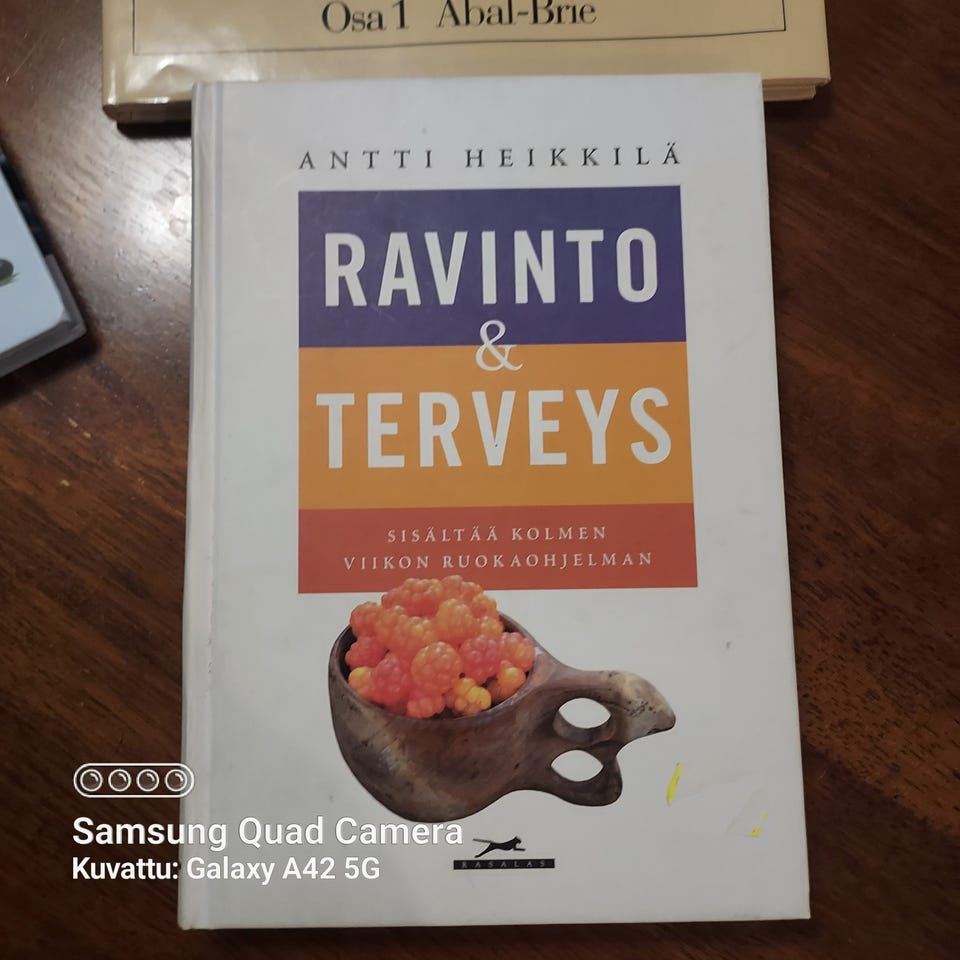 Osa 1 Abal-Brie
ANTTI HEIKKILÄ
RAVINTO
&
TERVEYS
SISÄLTÄÄ KOLMEN
VIIKON RUOKAOHJELMAN
RASALAS
Samsung Quad Camera
Kuvattu: Galaxy A42 5G